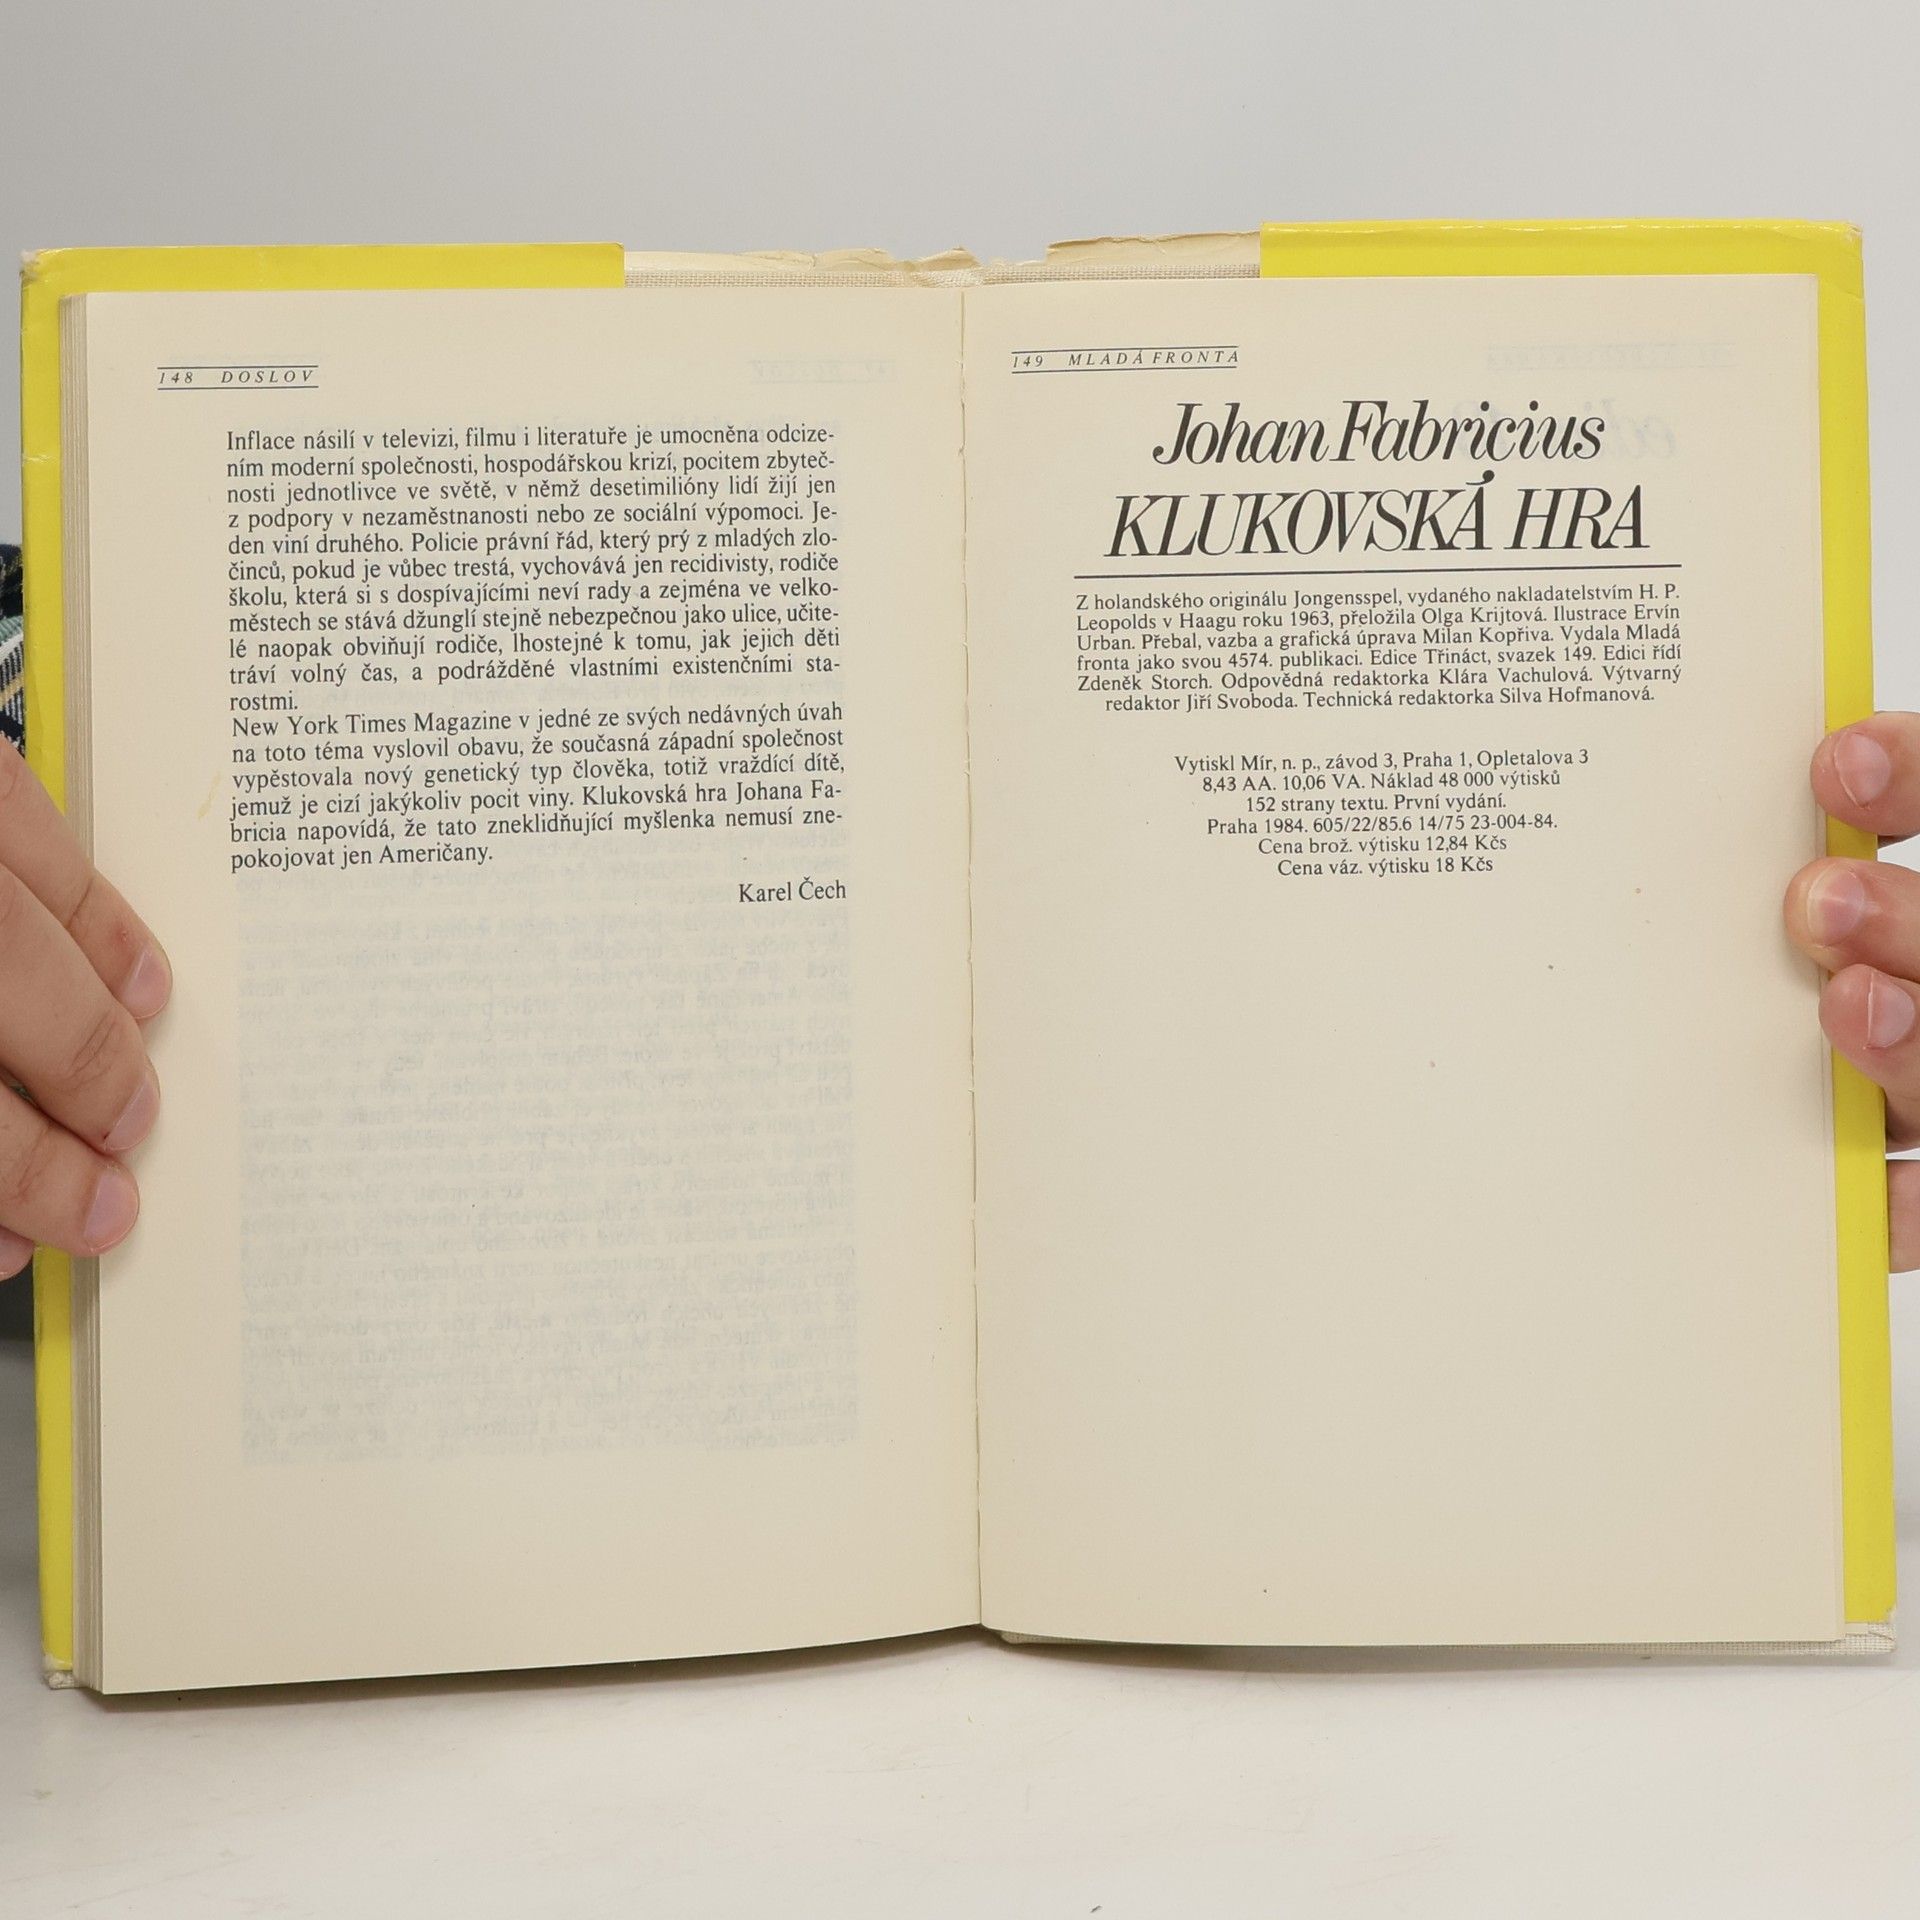 148 DOSLOV
Inflace násilí v televizi, filmu i literatuře je umocněna odcize-
ním moderní společnosti, hospodářskou krizí, pocitem zbyteč-
nosti jednotlivce ve světě, v němž desetimilióny lidí žijí jen
z podpory v nezaměstnanosti nebo ze sociální výpomoci. Je-
den viní druhého. Policie právní řád, který prý z mladých zlo-
činců, pokud je vůbec trestá, vychovává jen recidivisty, rodiče
školu, která si s dospívajícími neví rady a zejména ve velko-
městech se stává džunglí stejně nebezpečnou jako ulice, učite-
lé naopak obviňují rodiče, lhostejné k tomu, jak jejich děti
tráví volný čas, a podrážděné vlastními existenčními sta-
rostmi.
New York Times Magazine v jedné ze svých nedávných úvah
na toto téma vyslovil obavu, že současná západní společnost
vypěstovala nový genetický typ člověka, totiž vraždící dítě,
jemuž je cizí jakýkoliv pocit viny. Klukovská hra Johana Fa-
bricia napovídá, že tato zneklidňující myšlenka nemusí zne-
pokojovat jen Američany.
Karel Čech
149 MLADÁ FRONTA
Johan Fabricius
KLUKOVSKÁ HRA
Z holandského originálu Jongensspel, vydaného nakladatelstvím H. P.
Leopolds v Haagu roku 1963, přeložila Olga Krijtová. Ilustrace Ervín
Urban. Přebal, vazba a grafická úprava Milan Kopřiva. Vydala Mladá
fronta jako svou 4574. publikaci. Edice Třináct, svazek 149. Edici řídí
Zdeněk Storch. Odpovědná redaktorka Klára Vachulová. Výtvarný
redaktor Jiří Svoboda. Technická redaktorka Silva Hofmanová.
Vytiskl Mír, n. p., závod 3, Praha 1, Opletalova 3
8,43 AA. 10,06 VA. Náklad 48 000 výtisků
152 strany textu. První vydání.
Praha 1984. 605/22/85.6 14/75 23-004-84.
Cena brož. výtisku 12,84 Kčs
Cena váz. výtisku 18 Kčs